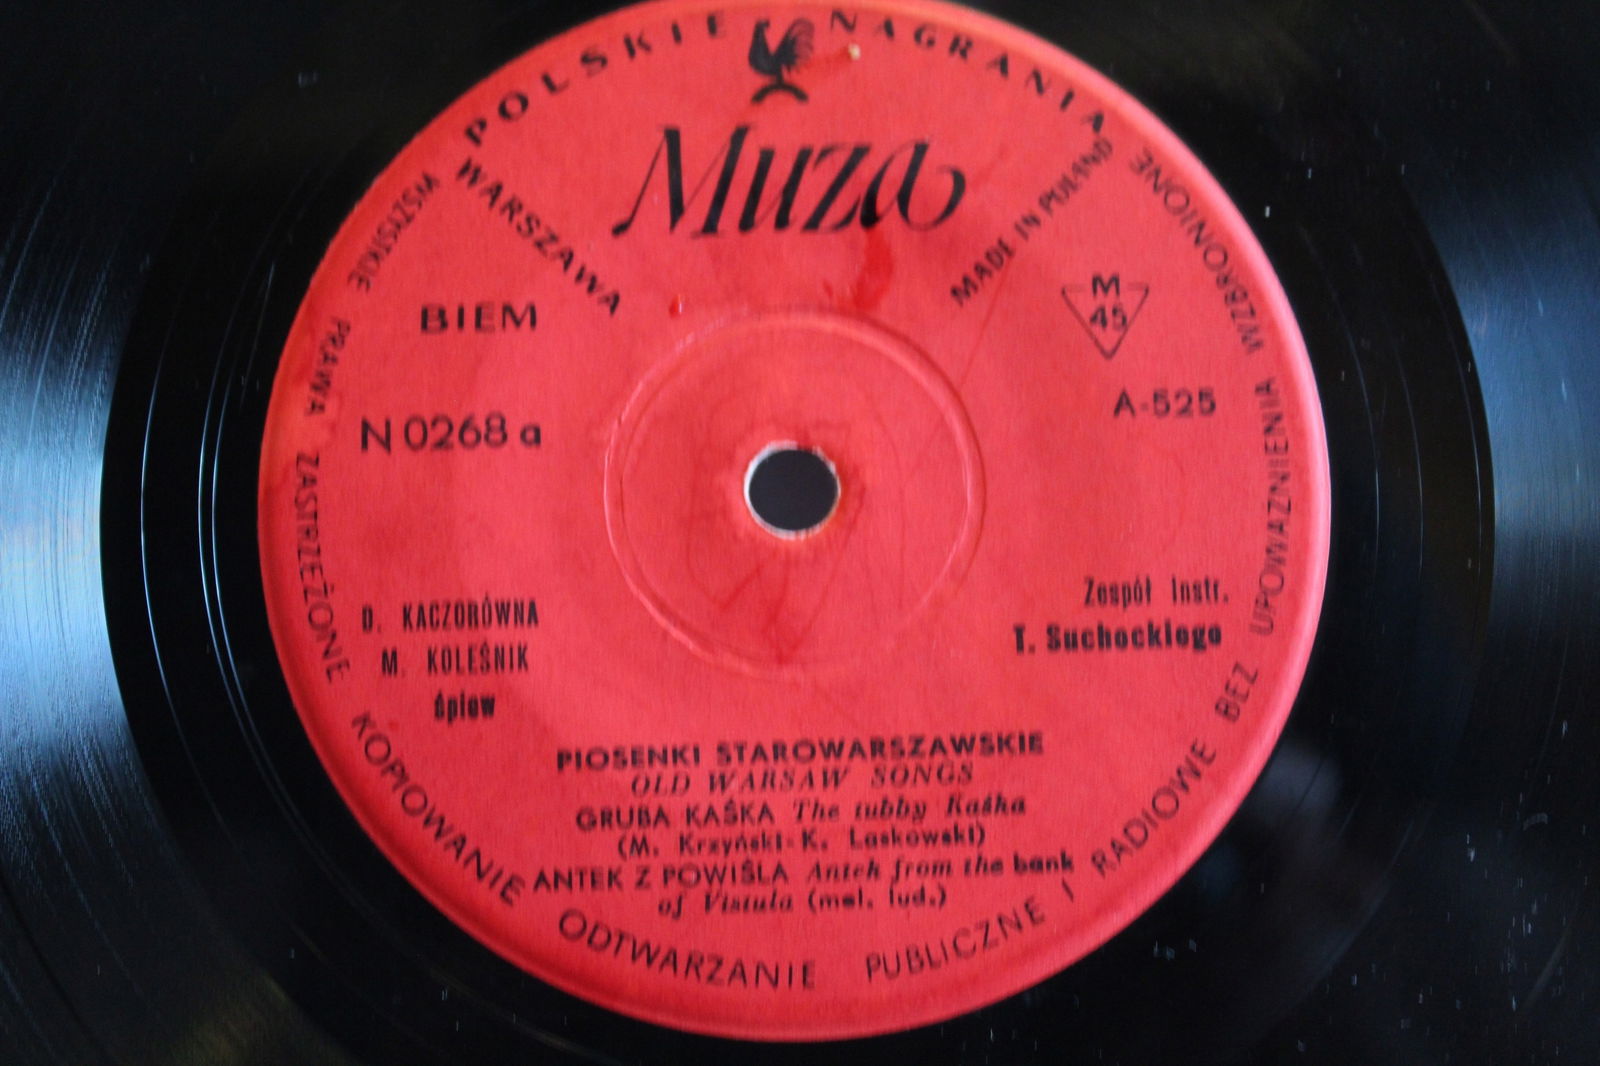 POLSKIE NAGRANIA
Muza
WARSZAWA
MADE IN POLAND
BIEM
M
45
N 0268 a
A-525
D. KACZORÓWNA
M. KOLEŚNIK
śpiew
Zespół instr.
T. Suchockiego
PIOSENKI STAROWARSZAWSKIE
OLD WARSAW SONGS
GRUBA KAŚKA The tubby Kaśka
(M. Krzyński-K. Laskowski)
ANTEK Z POWIŚLA Antek from the bank
of Vistula (mel. lud.)
WSZYSTKIE PRAWA ZASTRZEŻONE KOPIOWANIE ODTWARZANIE PUBLICZNE I RADIOWE BEZ UPOWAŻNIENIA WZBRONIONE